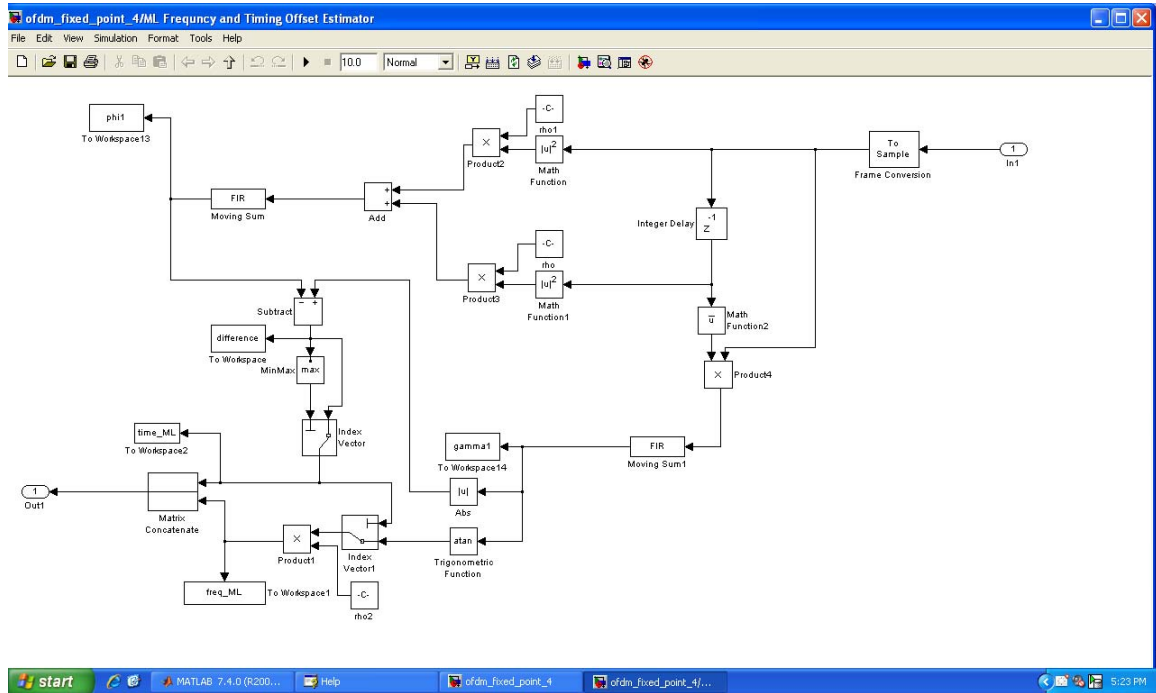 ofdm_fixed_point_4/ML Frequncy and Timing Offset Estimator
File Edit View Simulation Format Tools Help
10.0 Normal
phi1
To Workspace13
-C-
rho1
×
Product2
|u|²
Math
Function
To
Sample
Frame Conversion
1
In1
FIR
Moving Sum
+
+
Add
Integer Delay
-1
Z
-C-
rho
×
Product3
|u|²
Math
Function1
− +
Subtract
u̅
Math
Function2
difference
To Workspace
max
MinMax
×
Product4
time_ML
To Workspace2
Index
Vector
gamma1
To Workspace14
FIR
Moving Sum1
1
Out1
Matrix
Concatenate
|u|
Abs
×
Product1
Index
Vector1
atan
Trigonometric
Function
freq_ML
To Workspace1
-C-
rho2
start
MATLAB 7.4.0 (R200...
Help
ofdm_fixed_point_4
ofdm_fixed_point_4/...
5:23 PM